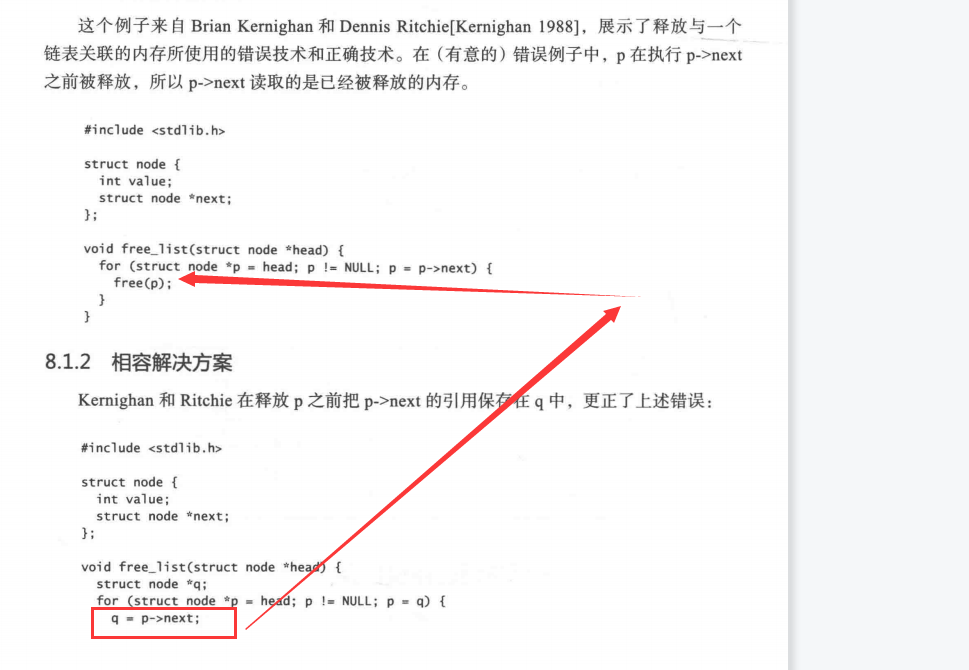 这个例子来自 Brian Kernighan 和 Dennis Ritchie[Kernighan 1988]，展示了释放与一个
链表关联的内存所使用的错误技术和正确技术。在（有意的）错误例子中，p 在执行 p->next
之前被释放，所以 p->next 读取的是已经被释放的内存。
#include <stdlib.h>
struct node {
int value;
struct node *next;
};
void free_list(struct node *head) {
for (struct node *p = head; p != NULL; p = p->next) {
free(p);
}
}
8.1.2 相容解决方案
Kernighan 和 Ritchie 在释放 p 之前把 p->next 的引用保存在 q 中，更正了上述错误：
#include <stdlib.h>
struct node {
int value;
struct node *next;
};
void free_list(struct node *head) {
struct node *q;
for (struct node *p = head; p != NULL; p = q) {
q = p->next;